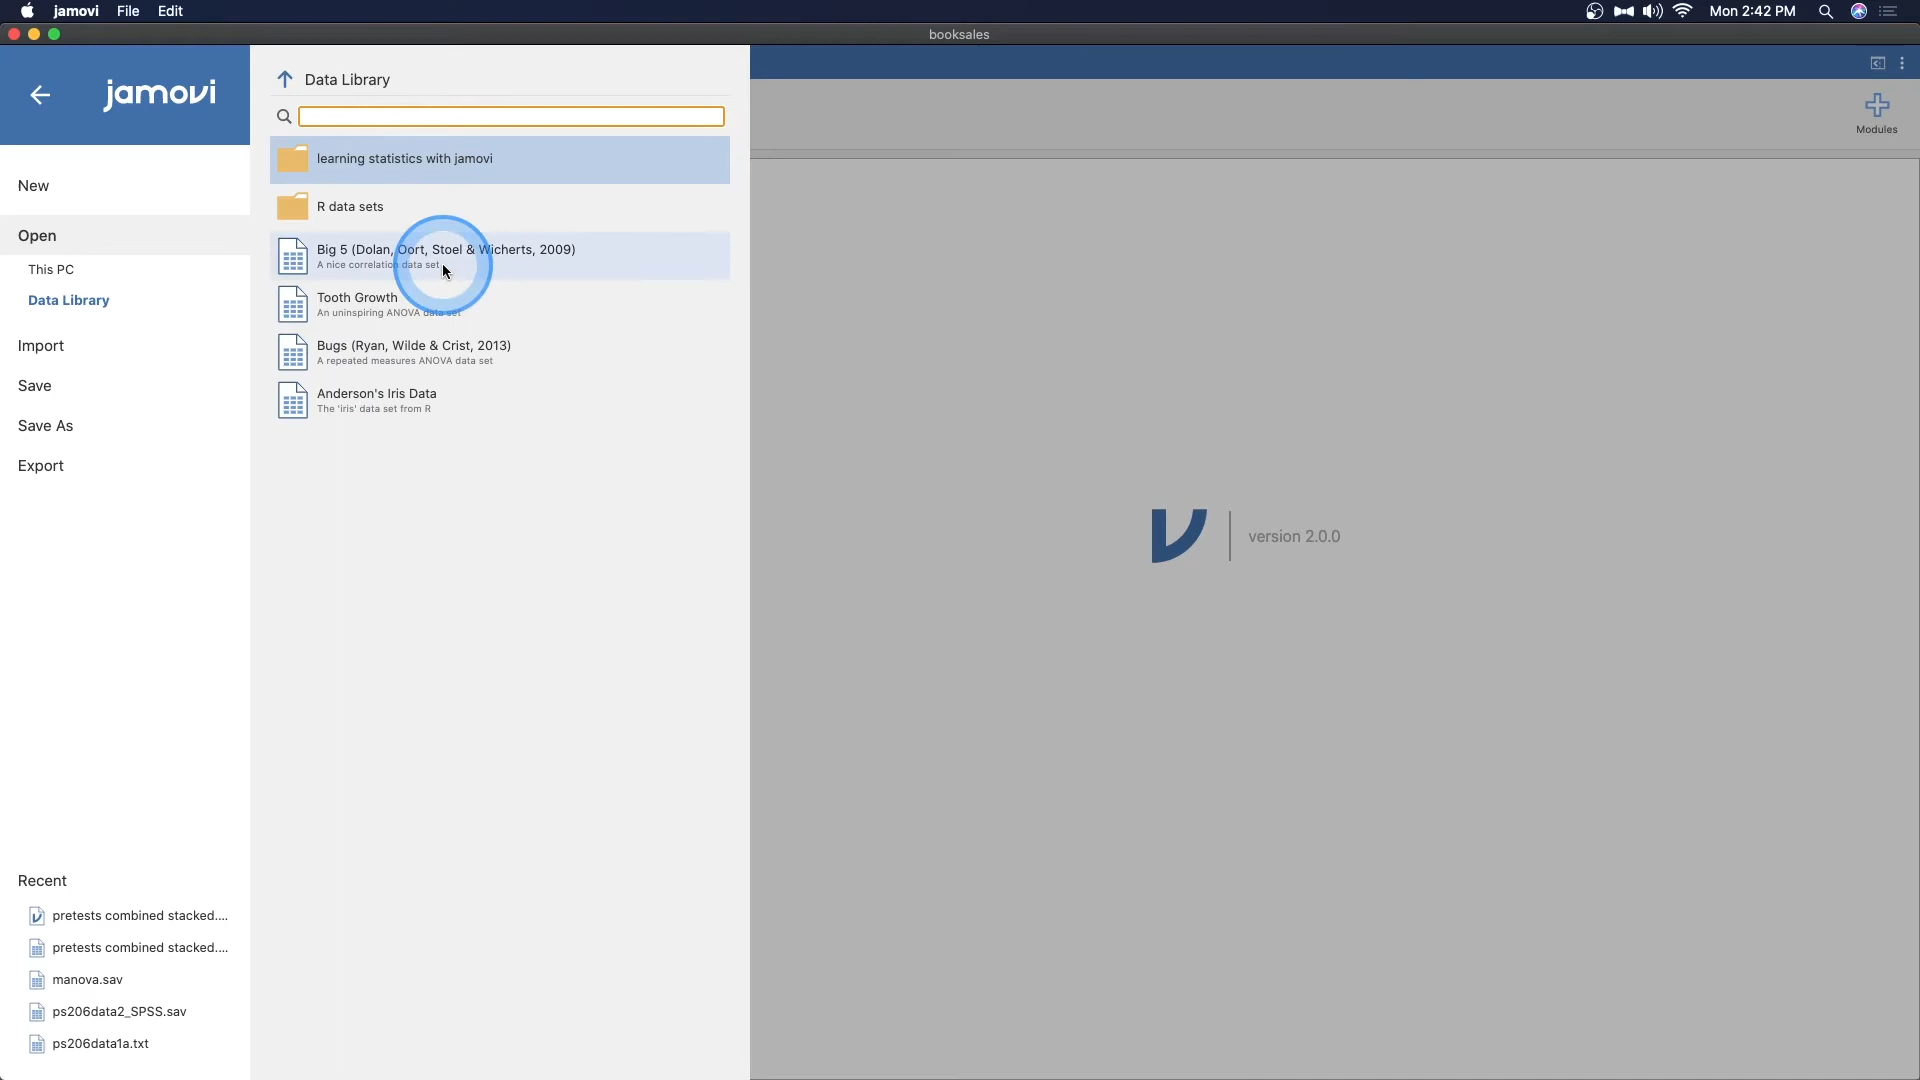 jamovi File Edit
Mon 2:42 PM
booksales
jamovi
Data Library
Modules
learning statistics with jamovi
New
R data sets
Open
Big 5 (Dolan, Oort, Stoel & Wicherts, 2009)
A nice correlation data set
This PC
Data Library
Tooth Growth
An uninspiring ANOVA data set
Import
Bugs (Ryan, Wilde & Crist, 2013)
A repeated measures ANOVA data set
Save
Anderson's Iris Data
The 'iris' data set from R
Save As
Export
version 2.0.0
Recent
pretests combined stacked....
pretests combined stacked....
manova.sav
ps206data2_SPSS.sav
ps206data1a.txt